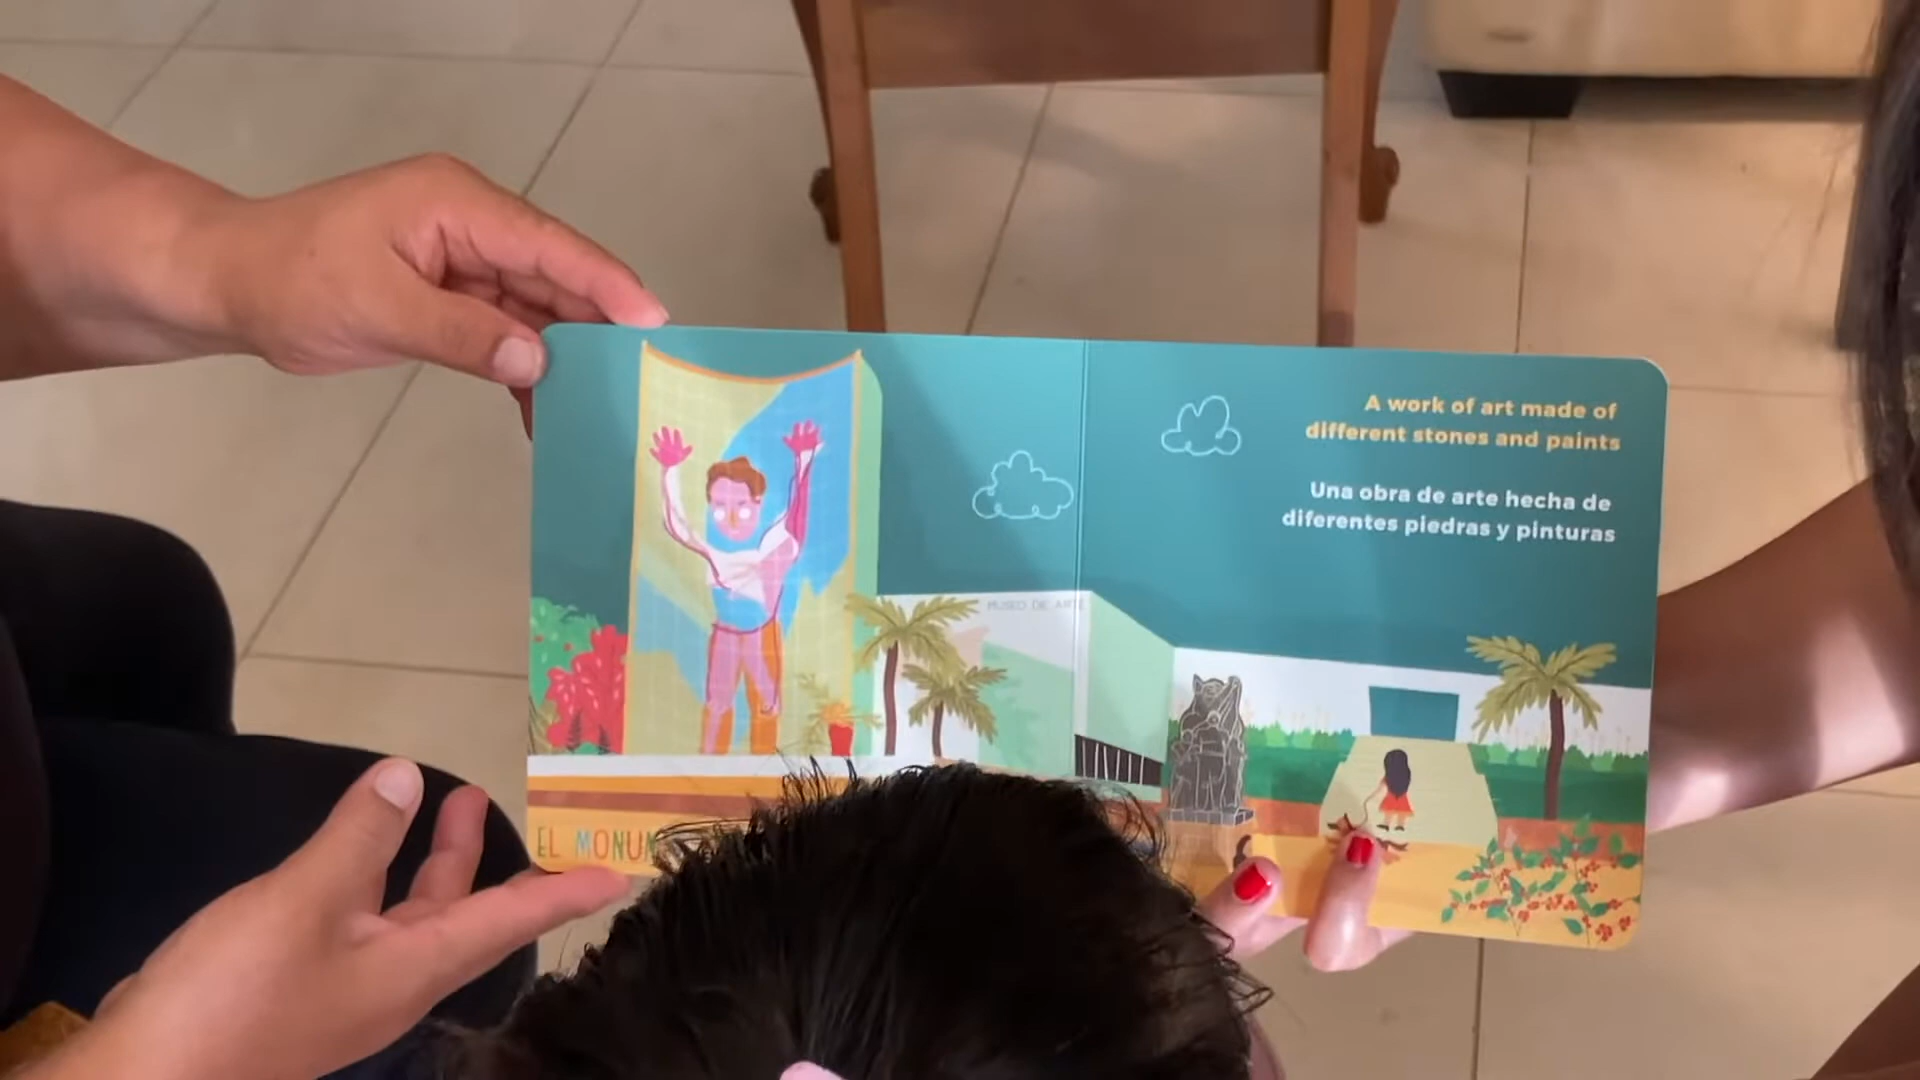 A work of art made of
different stones and paints
Una obra de arte hecha de
diferentes piedras y pinturas
MUSEO DE ARTE
EL